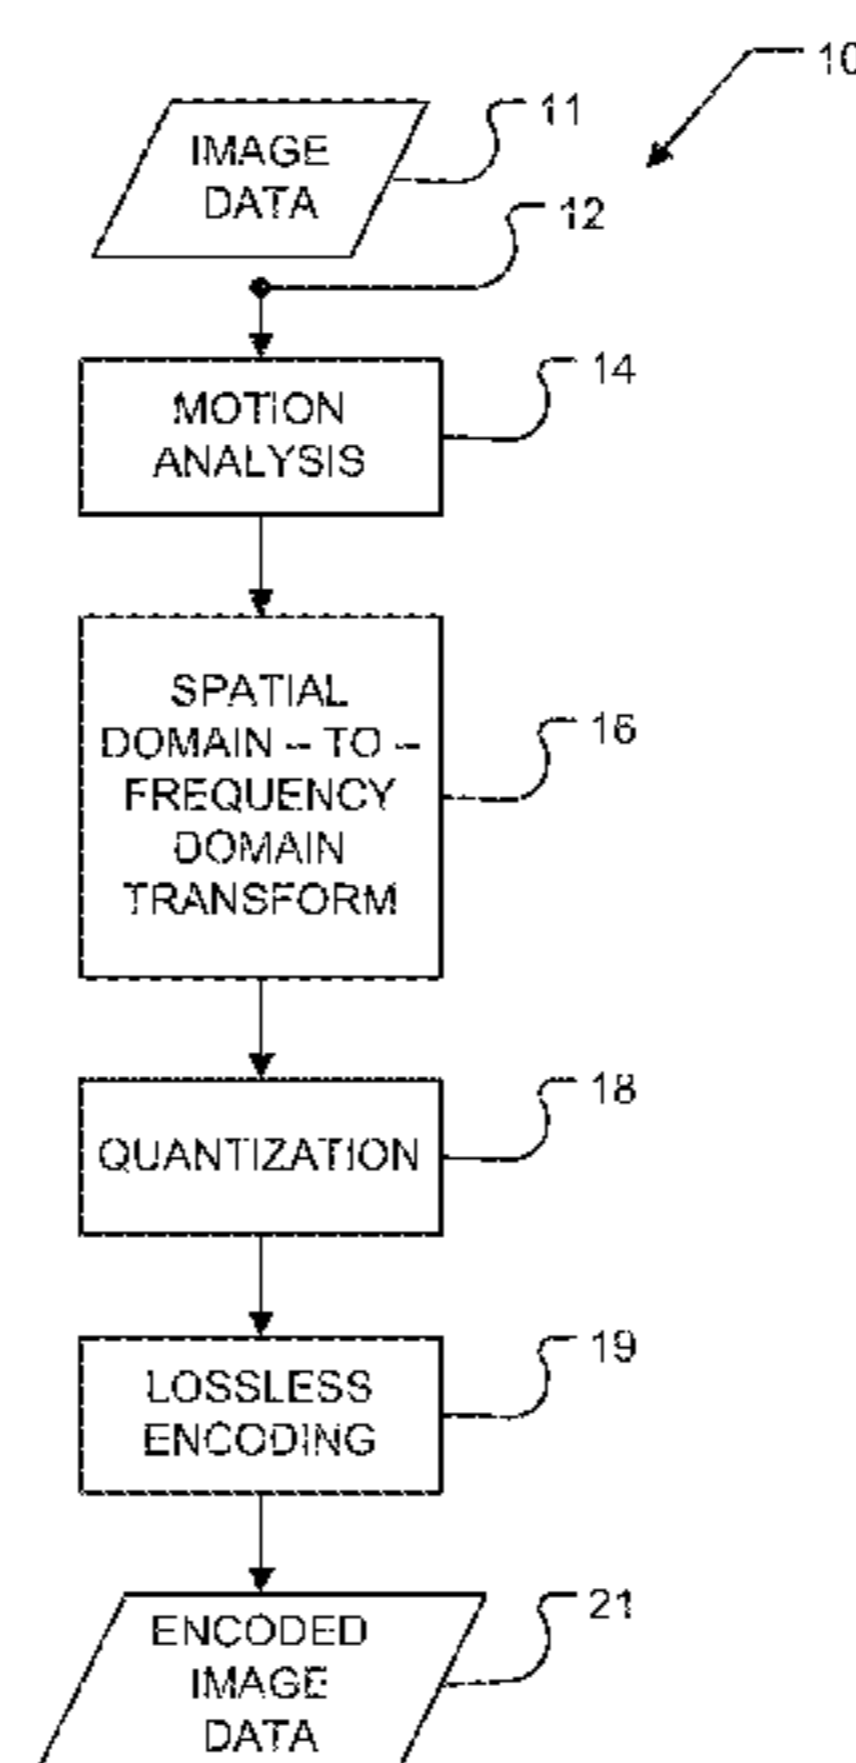 10
IMAGE
DATA
11
12
MOTION
ANALYSIS
14
SPATIAL
DOMAIN – TO –
FREQUENCY
DOMAIN
TRANSFORM
16
QUANTIZATION
18
LOSSLESS
ENCODING
19
ENCODED
IMAGE
DATA
21